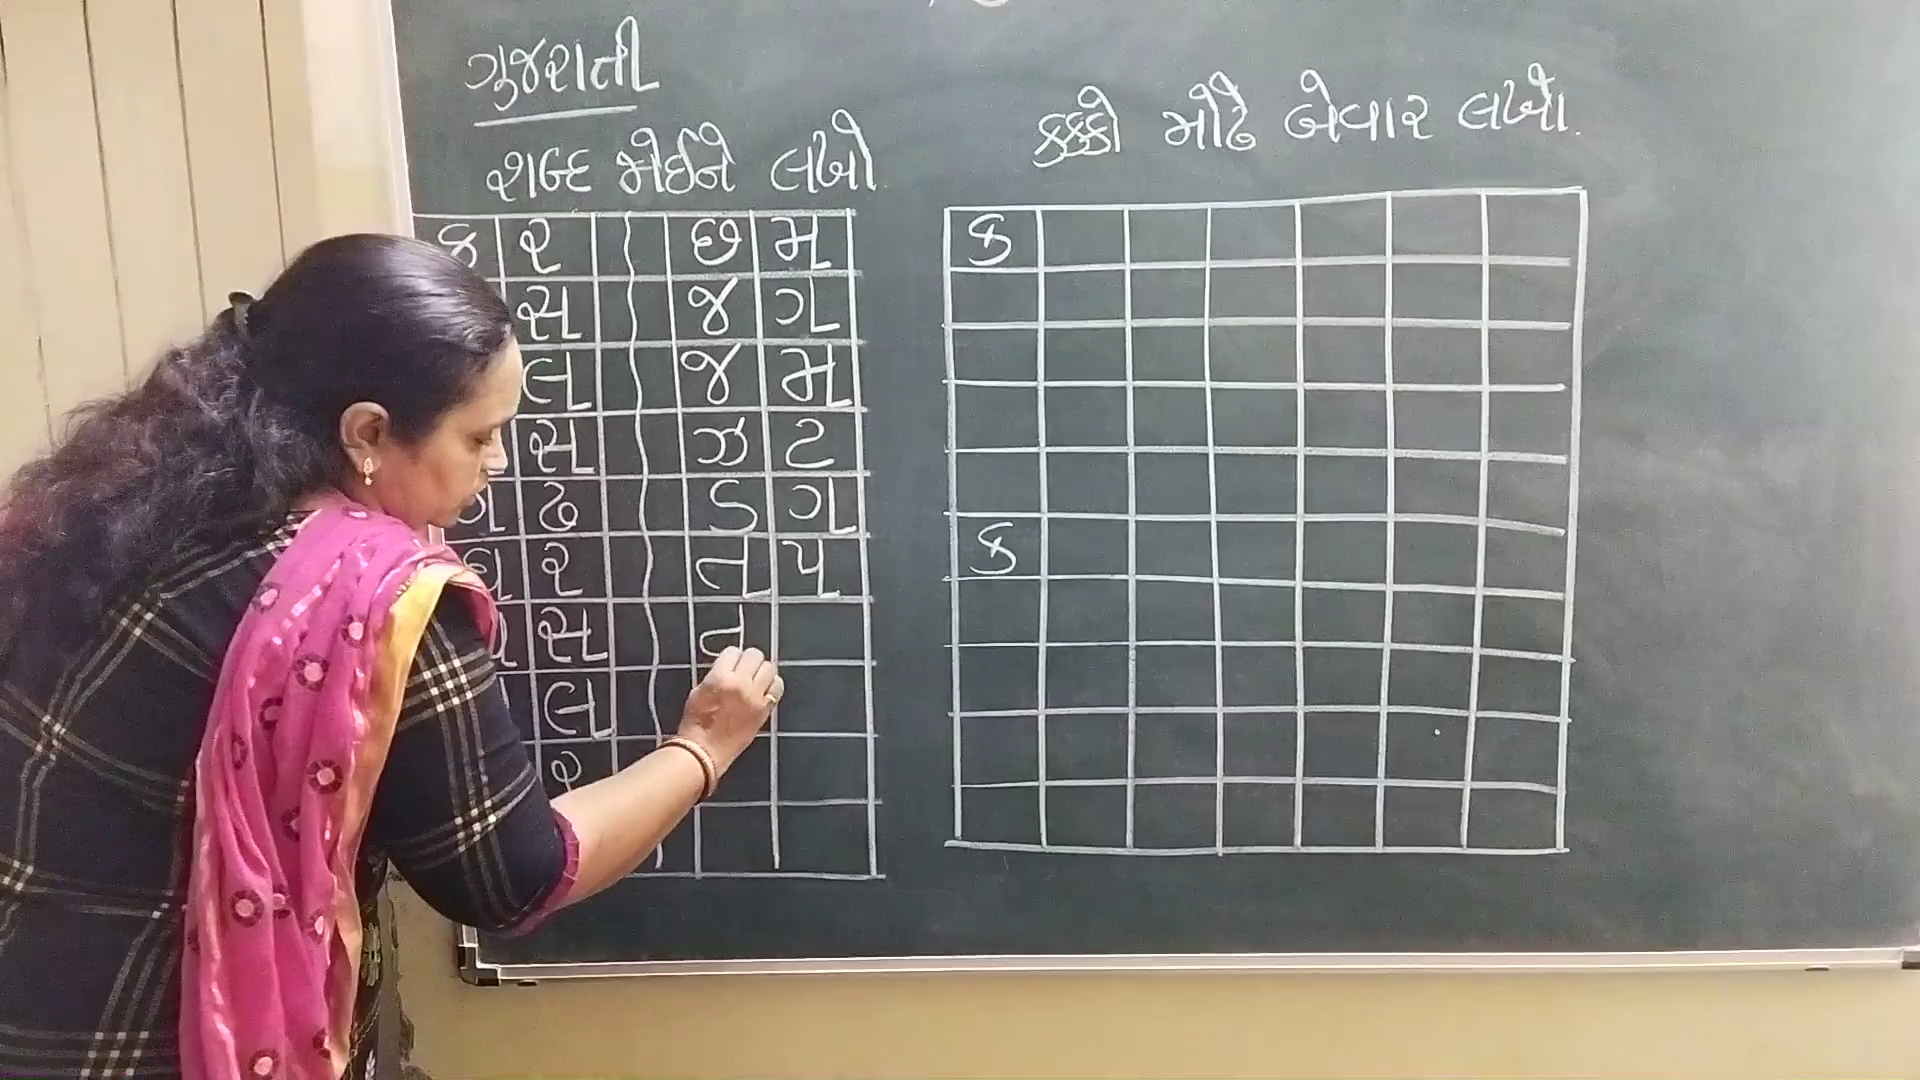 ગુજરાતી
શબ્દ જોઈને લખો
ક ર છ મ
સ જ ગ
લ જ મ
સ ઝ ટ
ગ ઢ ડ ગ
ઘ ર ત પ
સ ત
લ
ર
કક્કો મોઢે બેવાર લખો.
ક
ક